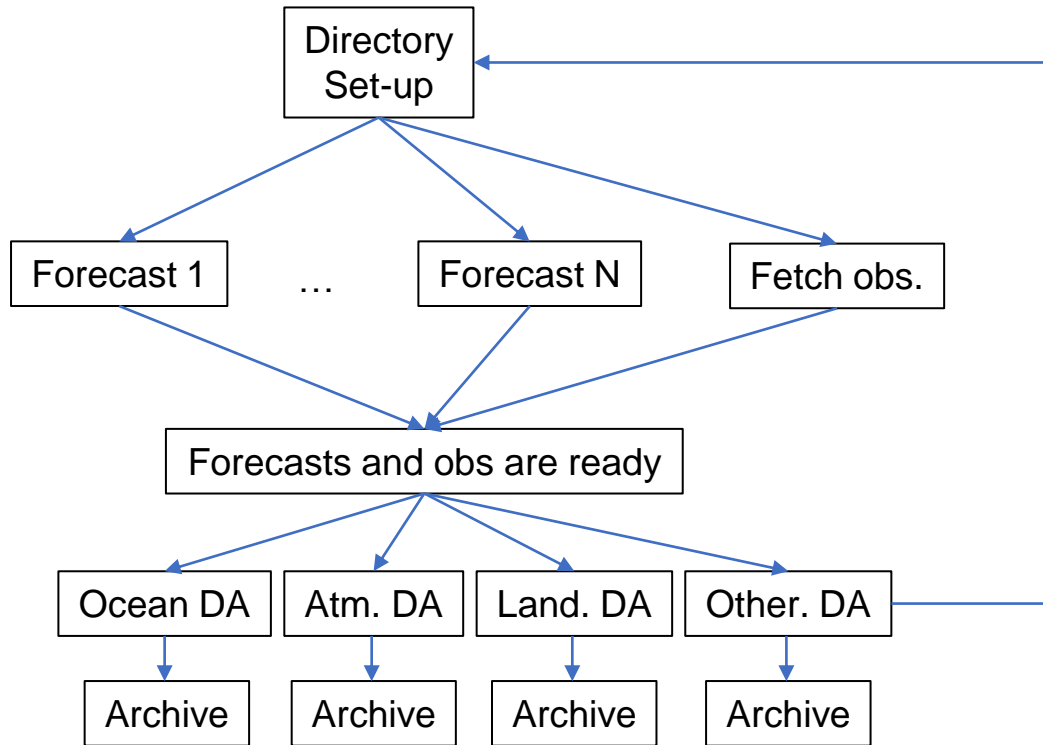 Directory
Set-up
Forecast 1
…
Forecast N
Fetch obs.
Forecasts and obs are ready
Ocean DA
Atm. DA
Land. DA
Other. DA
Archive
Archive
Archive
Archive